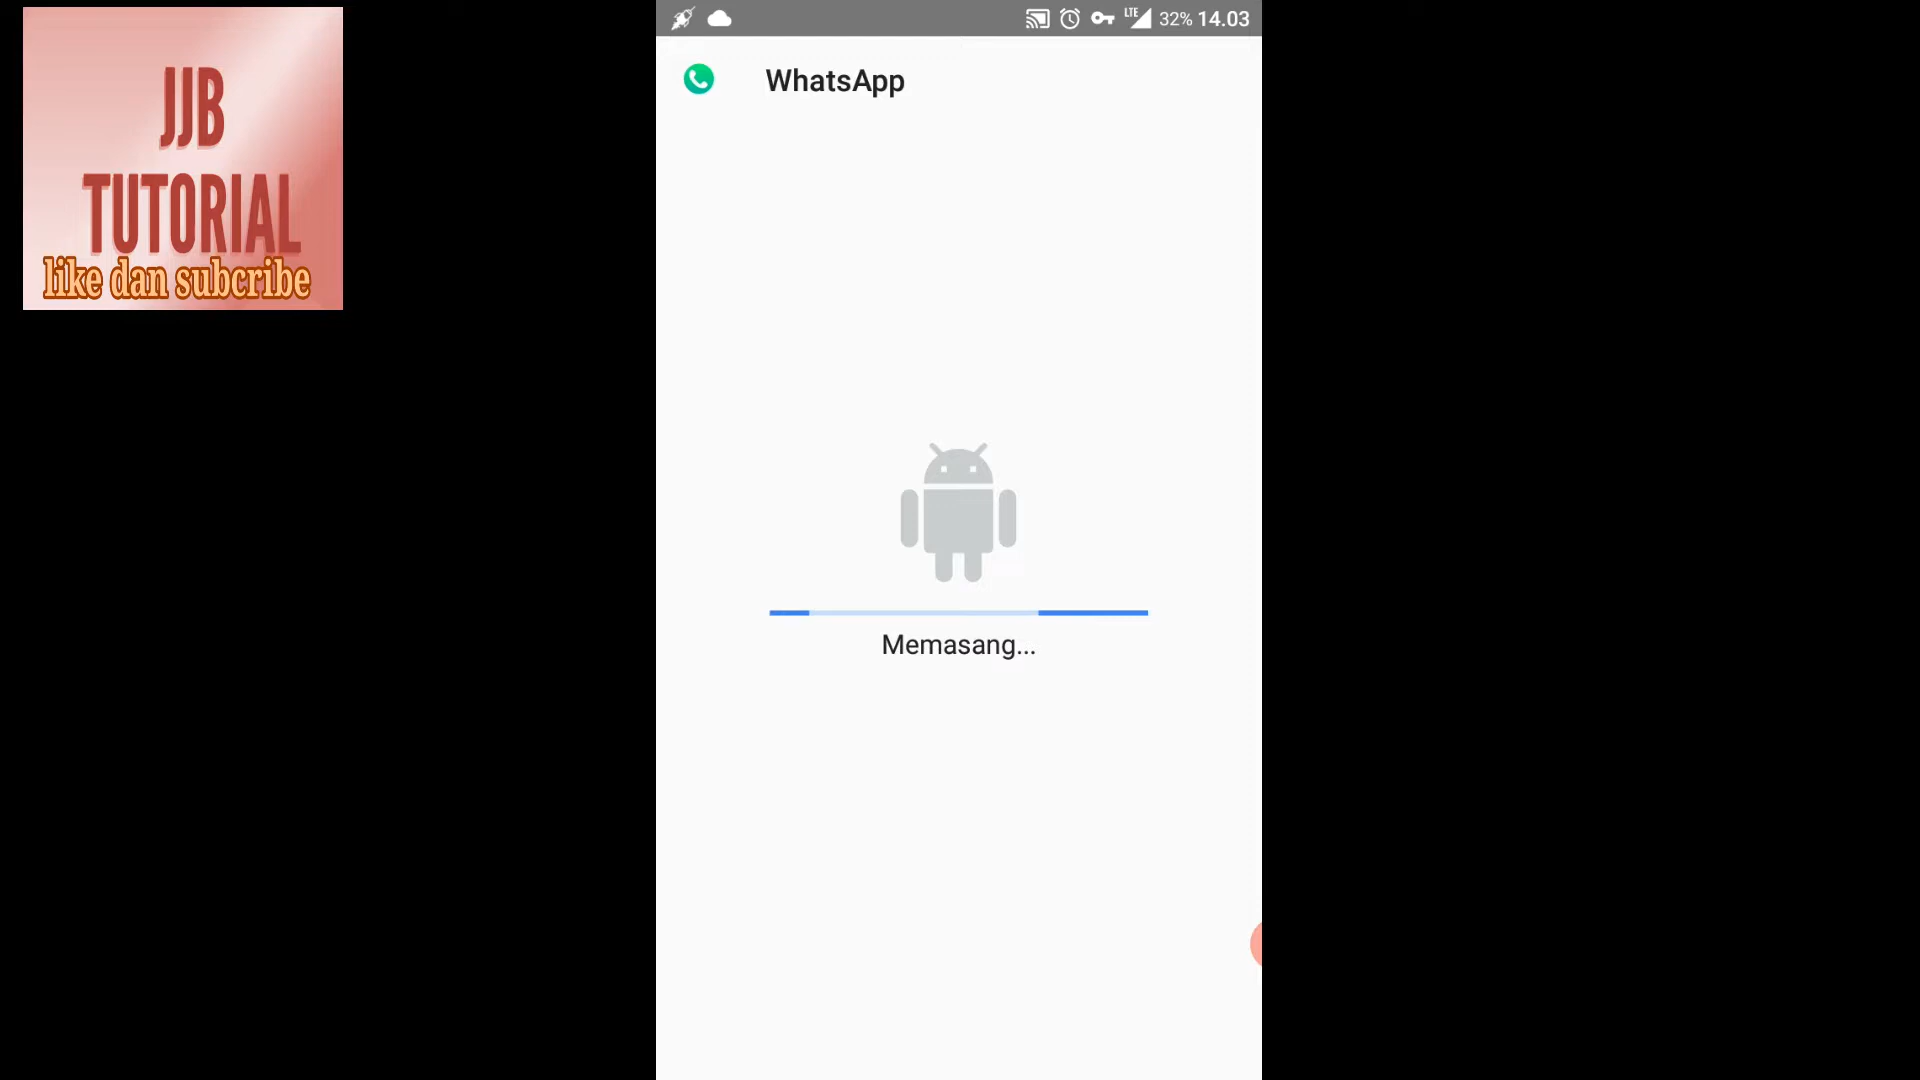 JJB
TUTORIAL
like dan subcribe
LTE 32% 14.03
WhatsApp
Memasang...